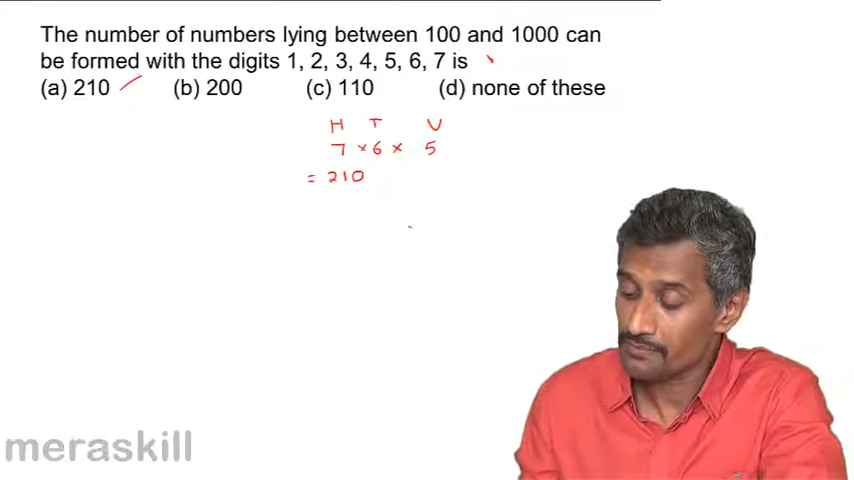 The number of numbers lying between 100 and 1000 can
be formed with the digits 1, 2, 3, 4, 5, 6, 7 is
(a) 210 (b) 200 (c) 110 (d) none of these
H T U
7 × 6 × 5
= 210
meraskill